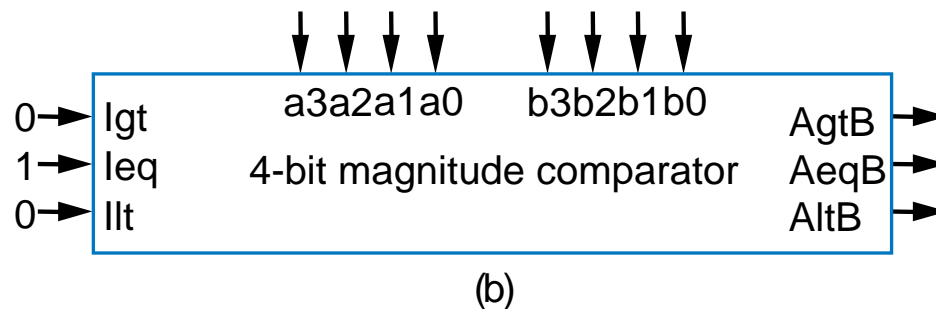 a3a2a1a0 b3b2b1b0
0 Igt AgtB
1 Ieq 4-bit magnitude comparator AeqB
0 Ilt AltB
(b)